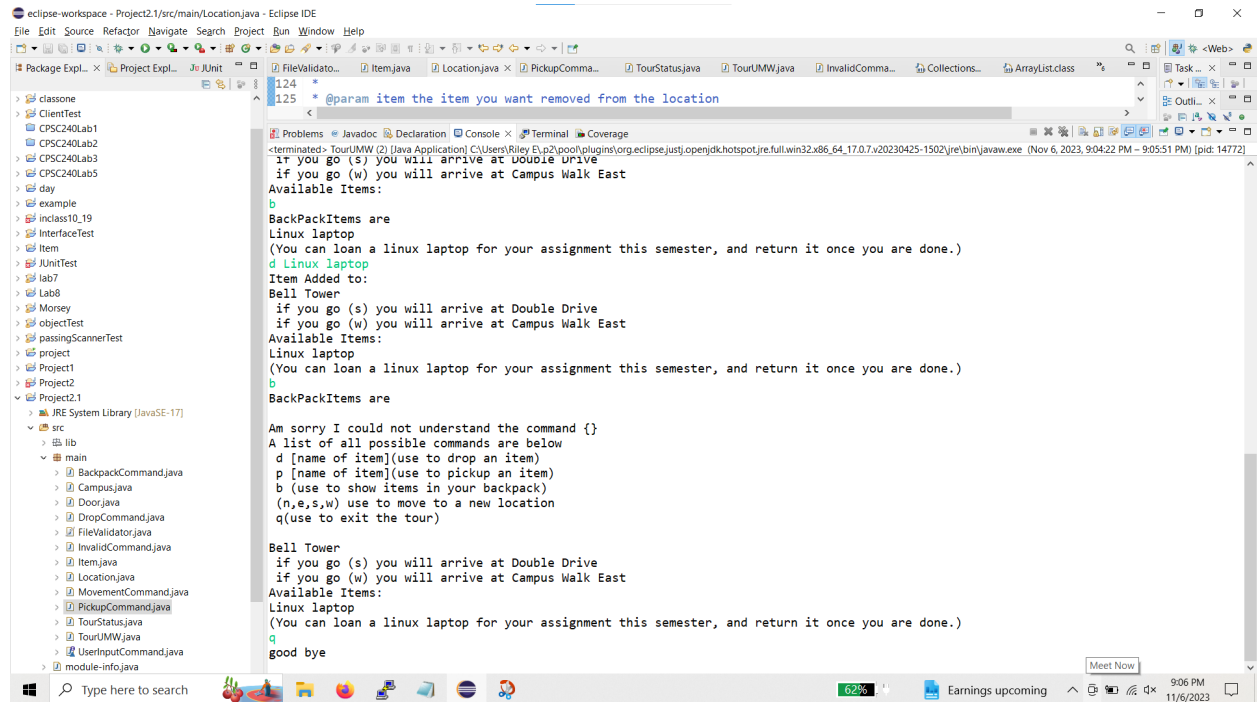 eclipse-workspace - Project2.1/src/main/Location.java - Eclipse IDE
File Edit Source Refactor Navigate Search Project Run Window Help
<Web>
Package Expl... Project Expl... JUnit
FileValidato... Item.java Location.java PickupComma... TourStatus.java TourUMW.java InvalidComma... Collections... ArrayList.class »6
Task ...
Outli...
124 *
125 * @param item the item you want removed from the location
Problems Javadoc Declaration Console Terminal Coverage
<terminated> TourUMW (2) [Java Application] C:\Users\Riley E\.p2\pool\plugins\org.eclipse.justj.openjdk.hotspot.jre.full.win32.x86_64_17.0.7.v20230425-1502\jre\bin\javaw.exe (Nov 6, 2023, 9:04:22 PM – 9:05:51 PM) [pid: 14772]
classone
ClientTest
CPSC240Lab1
CPSC240Lab2
CPSC240Lab3
CPSC240Lab5
day
example
inclass10_19
InterfaceTest
Item
JUnitTest
lab7
Lab8
Morsey
objectTest
passingScannerTest
project
Project1
Project2
Project2.1
JRE System Library [JavaSE-17]
src
lib
main
BackpackCommand.java
Campus.java
Door.java
DropCommand.java
FileValidator.java
InvalidCommand.java
Item.java
Location.java
MovementCommand.java
PickupCommand.java
TourStatus.java
TourUMW.java
UserInputCommand.java
module-info.java
if you go (s) you will arrive at Double Drive
if you go (w) you will arrive at Campus Walk East
Available Items:
b
BackPackItems are
Linux laptop
(You can loan a linux laptop for your assignment this semester, and return it once you are done.)
d Linux laptop
Item Added to:
Bell Tower
if you go (s) you will arrive at Double Drive
if you go (w) you will arrive at Campus Walk East
Available Items:
Linux laptop
(You can loan a linux laptop for your assignment this semester, and return it once you are done.)
b
BackPackItems are
Am sorry I could not understand the command {}
A list of all possible commands are below
d [name of item](use to drop an item)
p [name of item](use to pickup an item)
b (use to show items in your backpack)
(n,e,s,w) use to move to a new location
q(use to exit the tour)
Bell Tower
if you go (s) you will arrive at Double Drive
if you go (w) you will arrive at Campus Walk East
Available Items:
Linux laptop
(You can loan a linux laptop for your assignment this semester, and return it once you are done.)
q
good bye
Meet Now
Type here to search
62%
Earnings upcoming
9:06 PM
11/6/2023